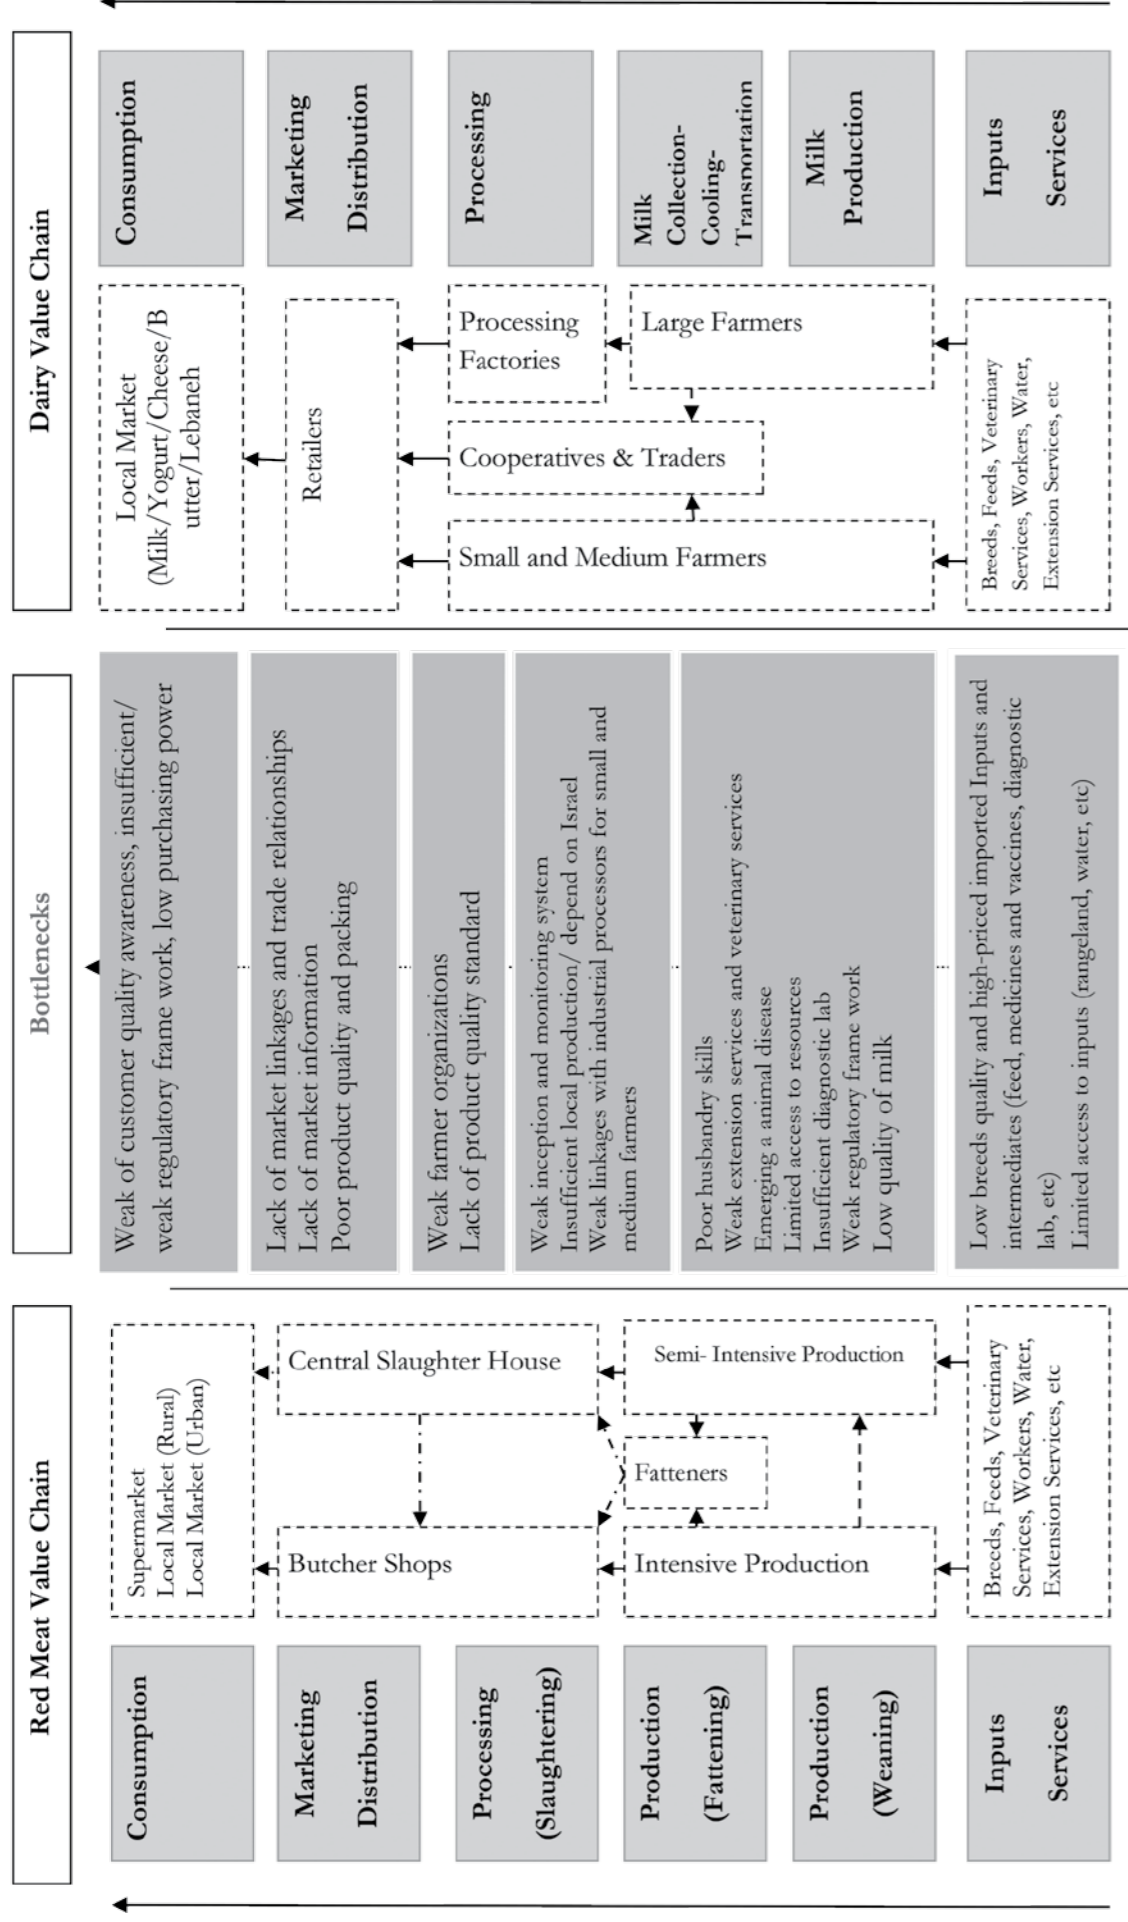 Red Meat Value Chain
Consumption
Marketing
Distribution
Processing
(Slaughtering)
Production
(Fattening)
Production
(Weaning)
Inputs
Services
Supermarket
Local Market (Rural)
Local Market (Urban)
Butcher Shops
Central Slaughter House
Intensive Production
Fatteners
Semi- Intensive Production
Breeds, Feeds, Veterinary
Services, Workers, Water,
Extension Services, etc
Bottlenecks
Weak of customer quality awareness, insufficient/
weak regulatory frame work, low purchasing power
Lack of market linkages and trade relationships
Lack of market information
Poor product quality and packing
Weak farmer organizations
Lack of product quality standard
Weak inception and monitoring system
Insufficient local production/ depend on Israel
Weak linkages with industrial processors for small and
medium farmers
Poor husbandry skills
Weak extension services and veterinary services
Emerging a animal disease
Limited access to resources
Insufficient diagnostic lab
Weak regulatory frame work
Low quality of milk
Low breeds quality and high-priced imported Inputs and
intermediates (feed, medicines and vaccines, diagnostic
lab, etc)
Limited access to inputs (rangeland, water, etc)
Dairy Value Chain
Local Market
(Milk/Yogurt/Cheese/B
utter/Lebaneh
Retailers
Small and Medium Farmers
Cooperatives & Traders
Processing
Factories
Large Farmers
Breeds, Feeds, Veterinary
Services, Workers, Water,
Extension Services, etc
Consumption
Marketing
Distribution
Processing
Milk
Collection-
Cooling-
Transportation
Milk
Production
Inputs
Services